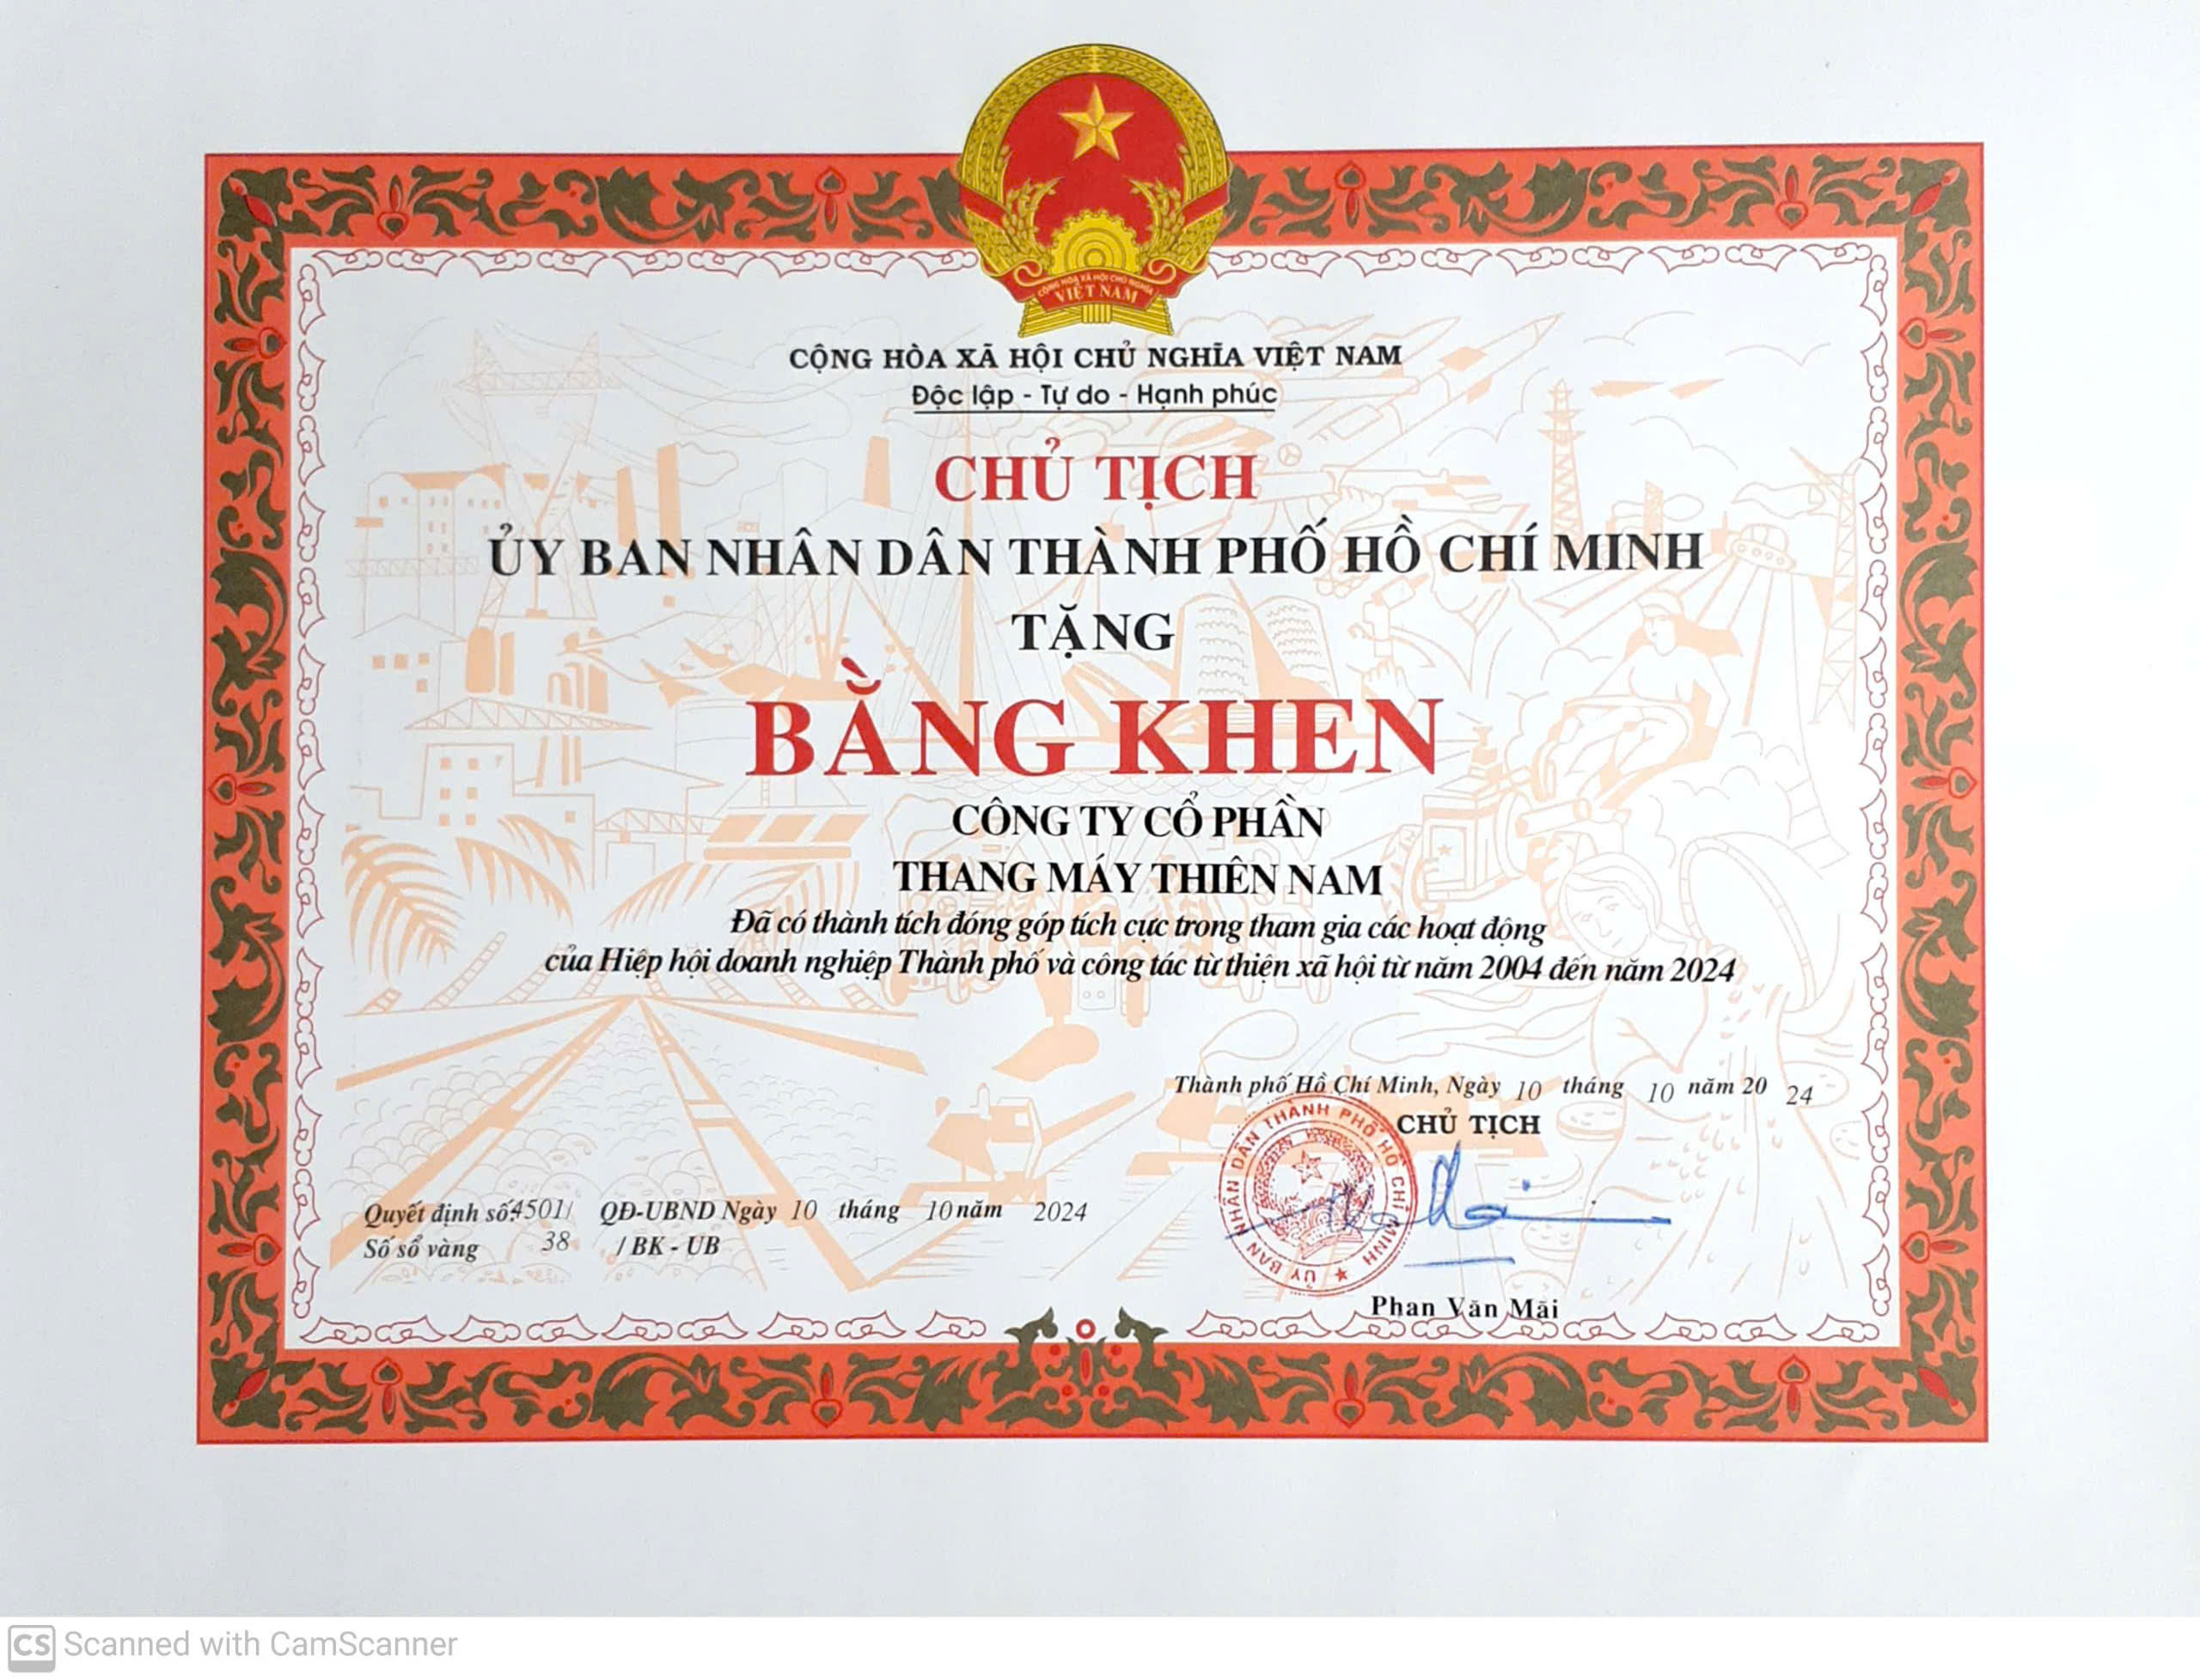 CỘNG HÒA XÃ HỘI CHỦ NGHĨA
VIỆT NAM
CỘNG HÒA XÃ HỘI CHỦ NGHĨA VIỆT NAM
Độc lập - Tự do - Hạnh phúc
CHỦ TỊCH
ỦY BAN NHÂN DÂN THÀNH PHỐ HỒ CHÍ MINH
TẶNG
BẰNG KHEN
CÔNG TY CỔ PHẦN
THANG MÁY THIÊN NAM
Đã có thành tích đóng góp tích cực trong tham gia các hoạt động
của Hiệp hội doanh nghiệp Thành phố và công tác từ thiện xã hội từ năm 2004 đến năm 2024
Thành phố Hồ Chí Minh, Ngày 10 tháng 10 năm 20 24
CHỦ TỊCH
ỦY BAN NHÂN DÂN THÀNH PHỐ HỒ CHÍ MINH
Quyết định số:4501/ QĐ-UBND Ngày 10 tháng 10 năm 2024
Số sổ vàng 38 / BK - UB
Phan Văn Mãi
CS Scanned with CamScanner